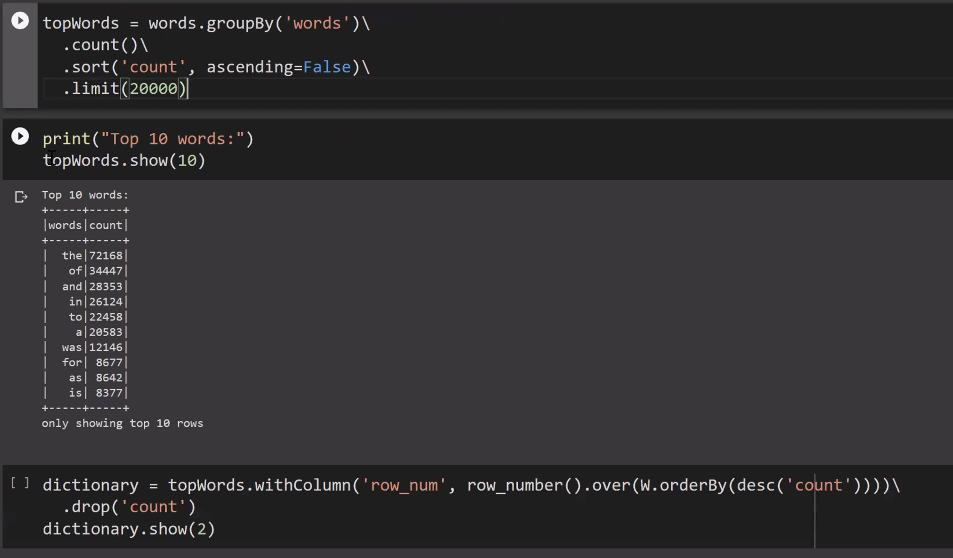 topWords = words.groupBy('words')\
  .count()\
  .sort('count', ascending=False)\
  .limit(20000)
print("Top 10 words:")
topWords.show(10)
Top 10 words:
+-----+-----+
|words|count|
+-----+-----+
|  the|72168|
|   of|34447|
|  and|28353|
|   in|26124|
|   to|22458|
|    a|20583|
|  was|12146|
|  for| 8677|
|   as| 8642|
|   is| 8377|
+-----+-----+
only showing top 10 rows
[ ] dictionary = topWords.withColumn('row_num', row_number().over(W.orderBy(desc('count'))))\
  .drop('count')
dictionary.show(2)